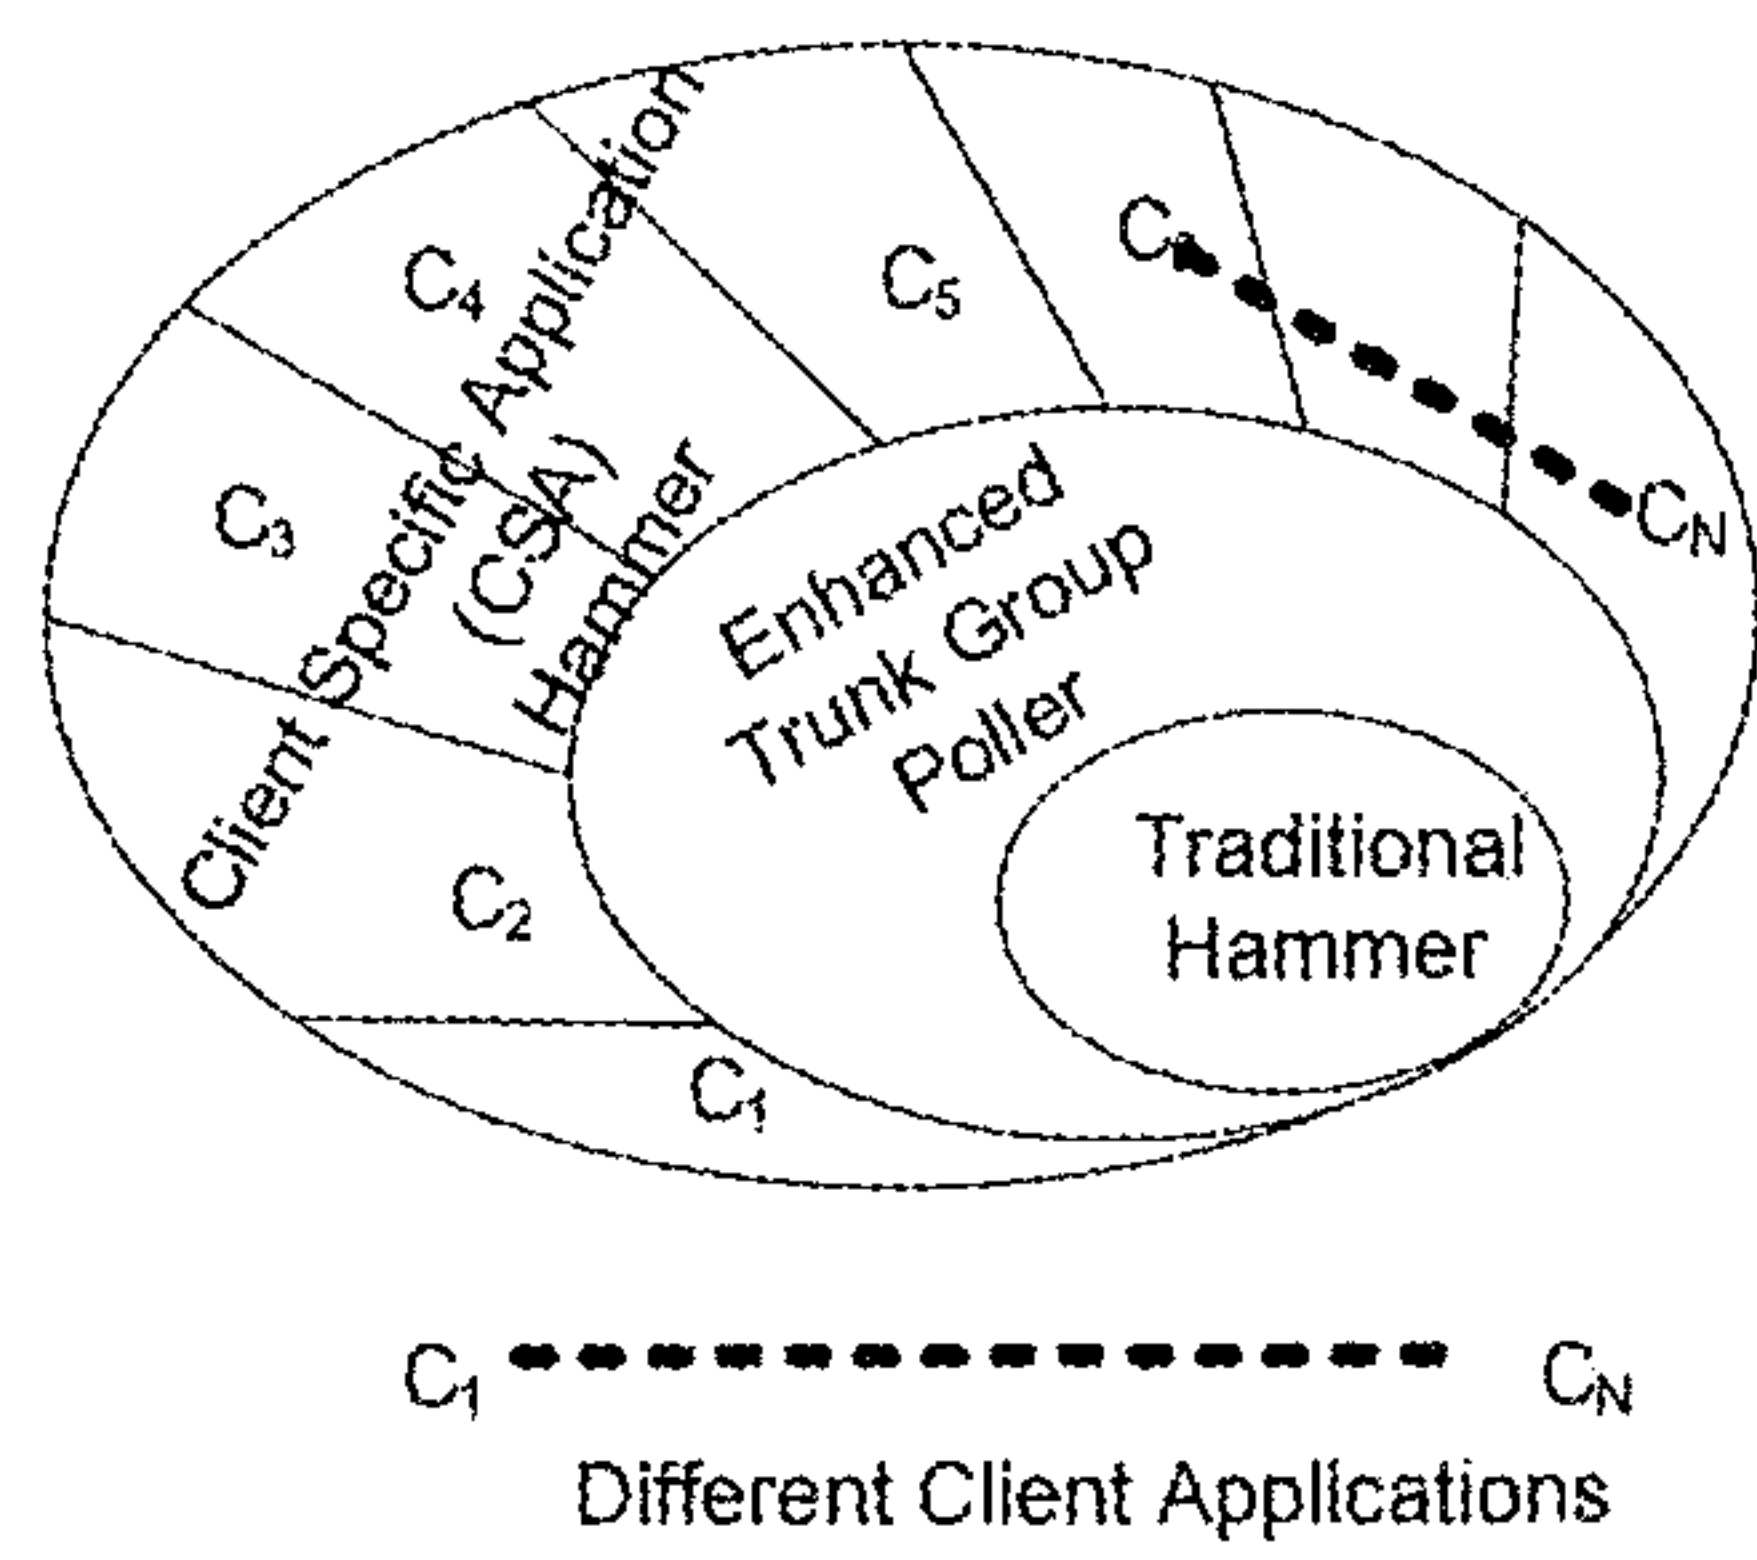 Client Specific Application
(CSA)
Hammer
C4
C5
C3
CN
Enhanced
Trunk Group
Poller
Traditional
Hammer
C2
C1
C1 CN
Different Client Applications